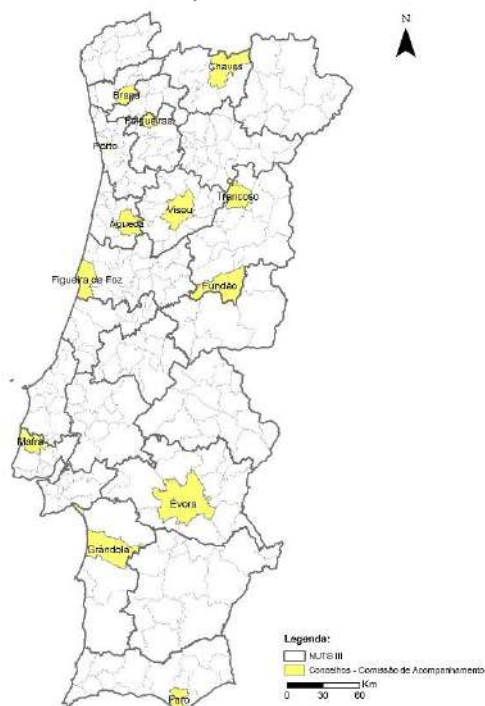 N
Chaves
Braga
Felgueiras
Porto
Trancoso
Viseu
Águeda
Figueira de Foz
Fundão
Mafra
Évora
Grândola
Faro
Legenda:
NUTS III
Concelhos - Comissão de Acompanhamento
Km
0 30 60